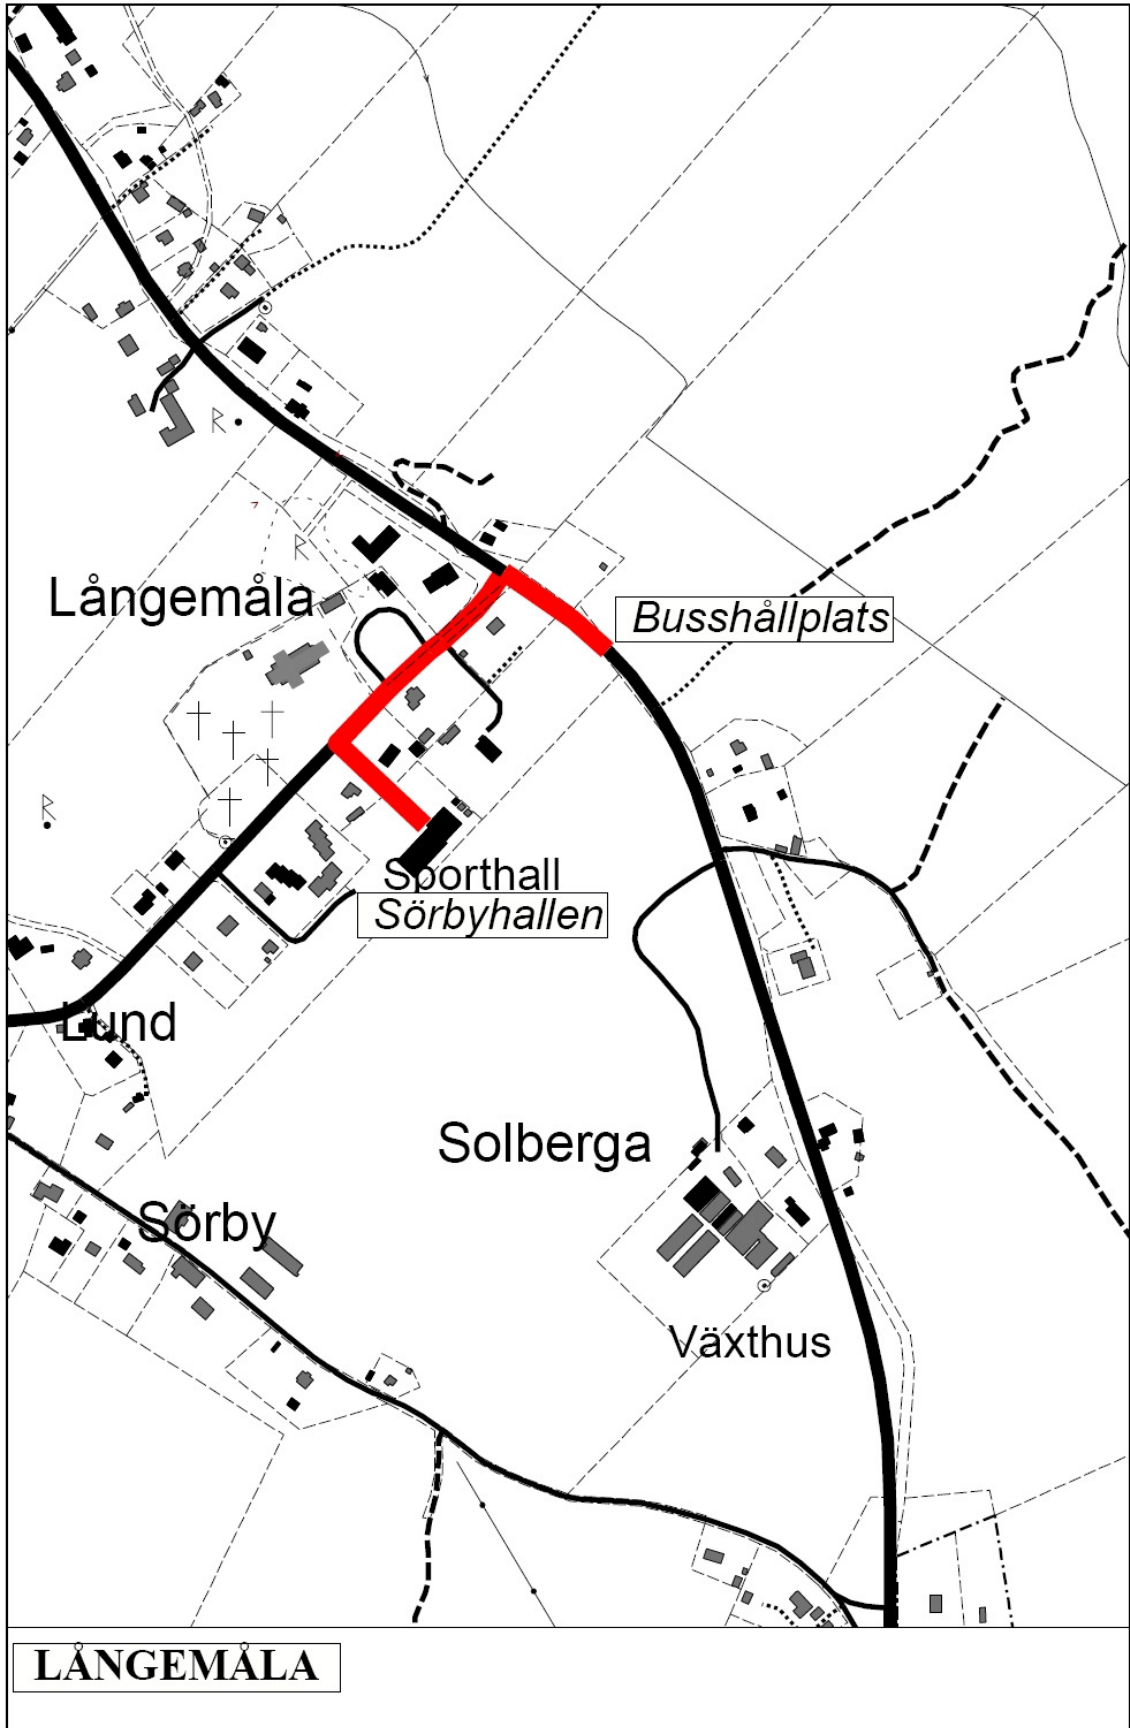 Långemåla
Busshållplats
Sporthall
Sörbyhallen
Lund
Solberga
Sörby
Växthus
LÅNGEMÅLA